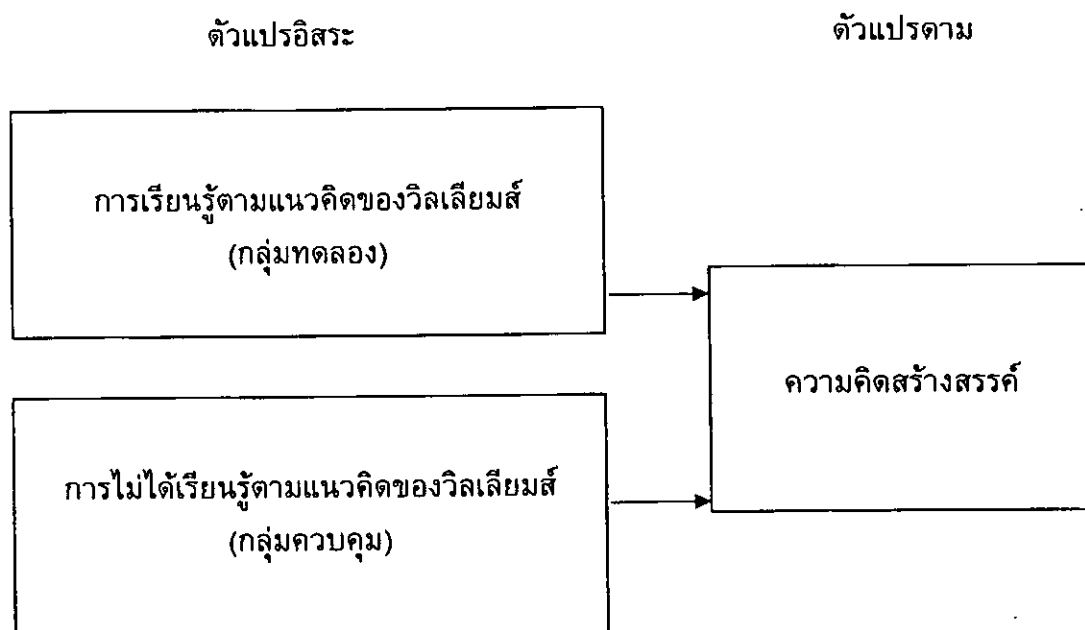 ตัวแปรอิสระ
ตัวแปรตาม
การเรียนรู้ตามแนวคิดของวิลเลียมส์
(กลุ่มทดลอง)
ความคิดสร้างสรรค์
การไม่ได้เรียนรู้ตามแนวคิดของวิลเลียมส์
(กลุ่มควบคุม)